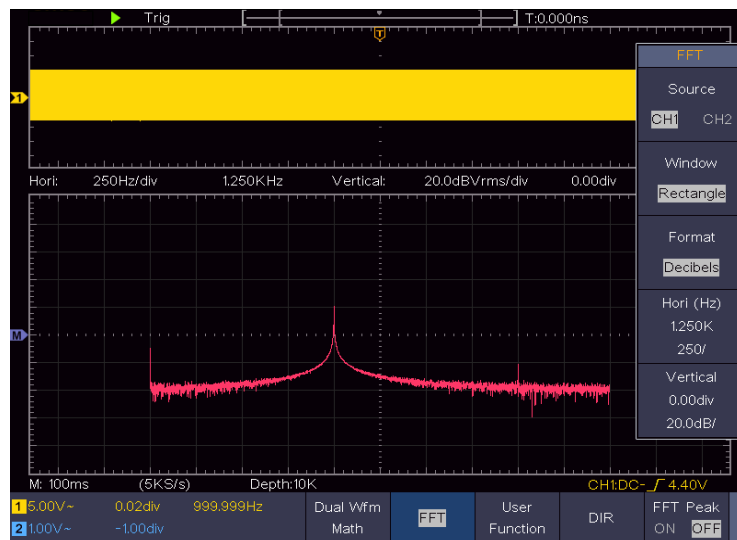 Trig T:0.000ns
T
1
FFT
Source
CH1 CH2
Window
Rectangle
Format
Decibels
Hori (Hz)
1.250K
250/
Vertical
0.00div
20.0dB/
Hori: 250Hz/div 1.250KHz Vertical: 20.0dBVrms/div 0.00div
M
M: 100ms (5KS/s) Depth:10K CH1:DC- 4.40V
1 5.00V~ 0.02div 999.999Hz
2 1.00V~ -1.00div
Dual Wfm
Math
FFT
User
Function
DIR
FFT Peak
ON OFF